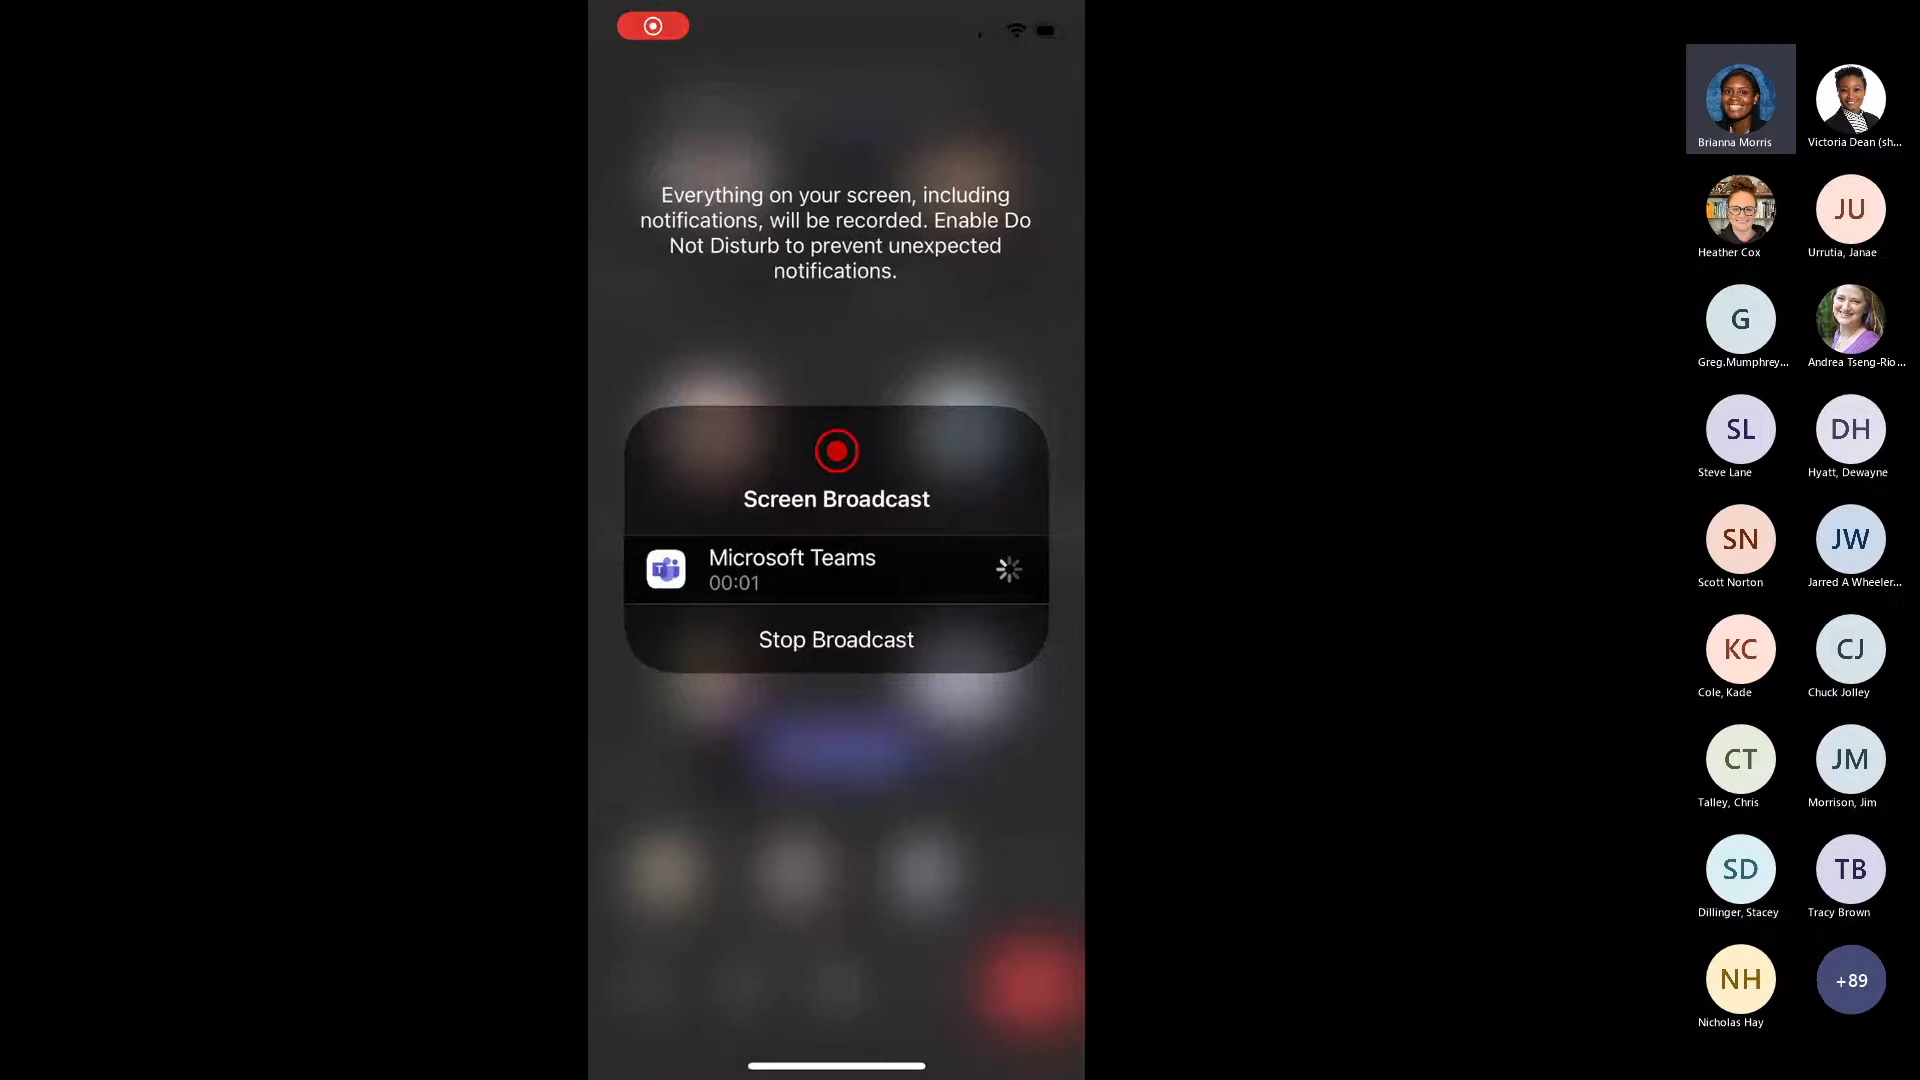 Everything on your screen, including
notifications, will be recorded. Enable Do
Not Disturb to prevent unexpected
notifications.
Screen Broadcast
Microsoft Teams
00:01
Stop Broadcast
Brianna Morris
Victoria Dean (sh...
Heather Cox
JU
Urrutia, Janae
G
Greg.Mumphrey...
Andrea Tseng-Rio...
SL
Steve Lane
DH
Hyatt, Dewayne
SN
Scott Norton
JW
Jarred A Wheeler...
KC
Cole, Kade
CJ
Chuck Jolley
CT
Talley, Chris
JM
Morrison, Jim
SD
Dillinger, Stacey
TB
Tracy Brown
NH
Nicholas Hay
+89